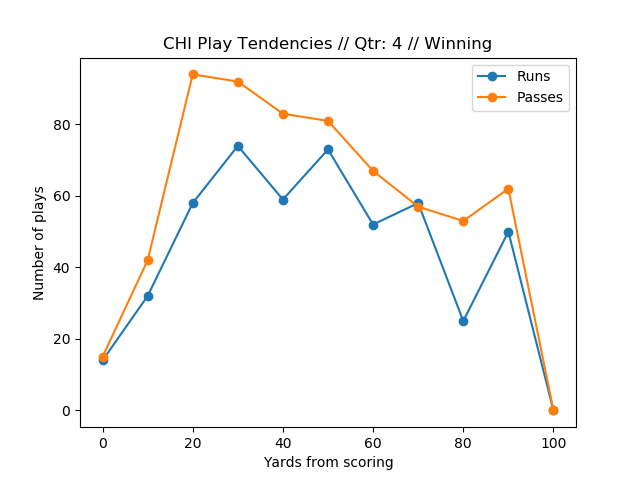 CHI Play Tendencies // Qtr: 4 // Winning
Runs
Passes
Number of plays
80
60
40
20
0
0 20 40 60 80 100
Yards from scoring